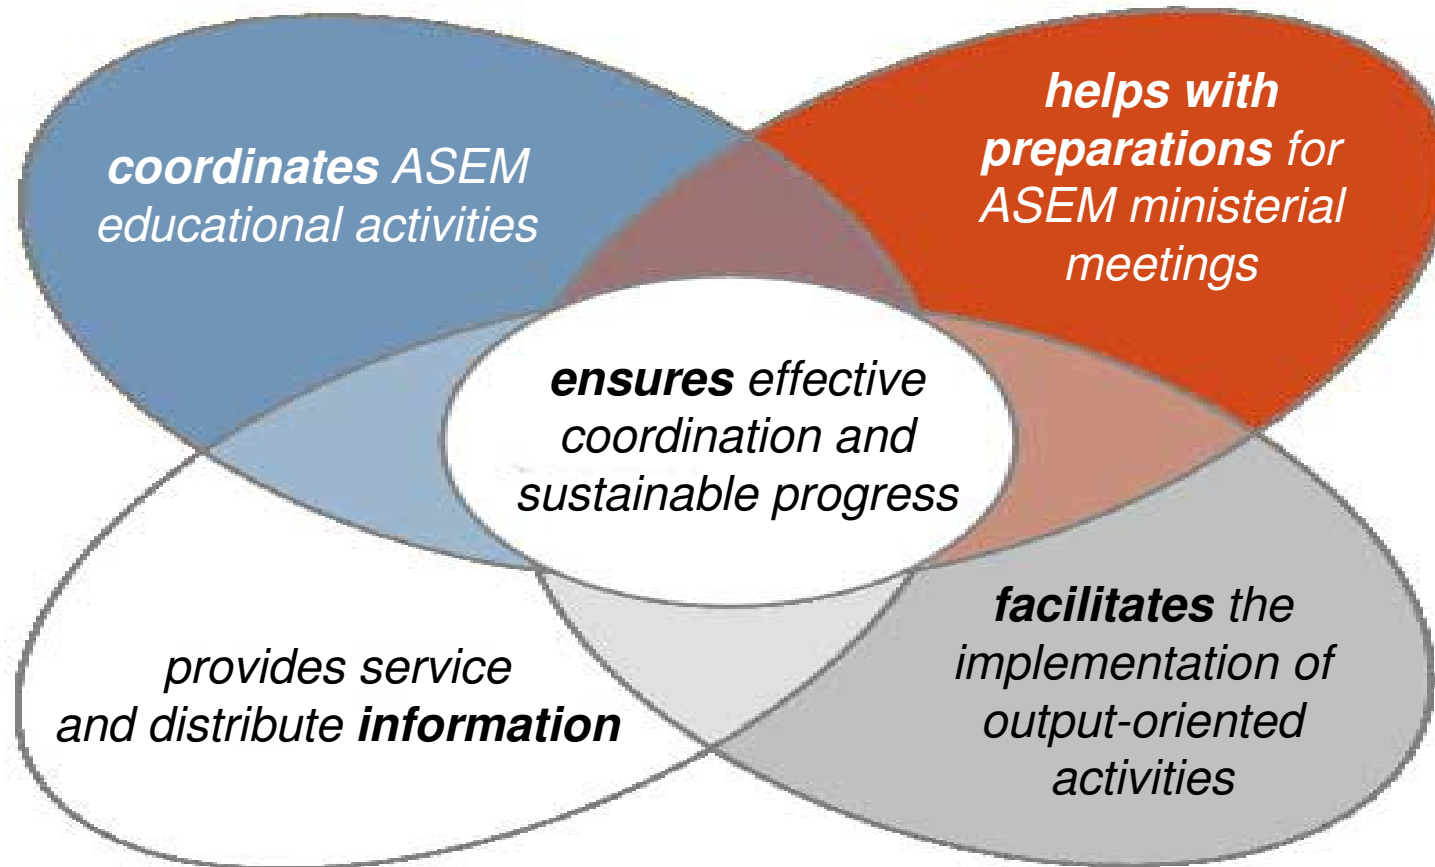 coordinates ASEM
educational activities
helps with
preparations for
ASEM ministerial
meetings
ensures effective
coordination and
sustainable progress
provides service
and distribute information
facilitates the
implementation of
output-oriented
activities